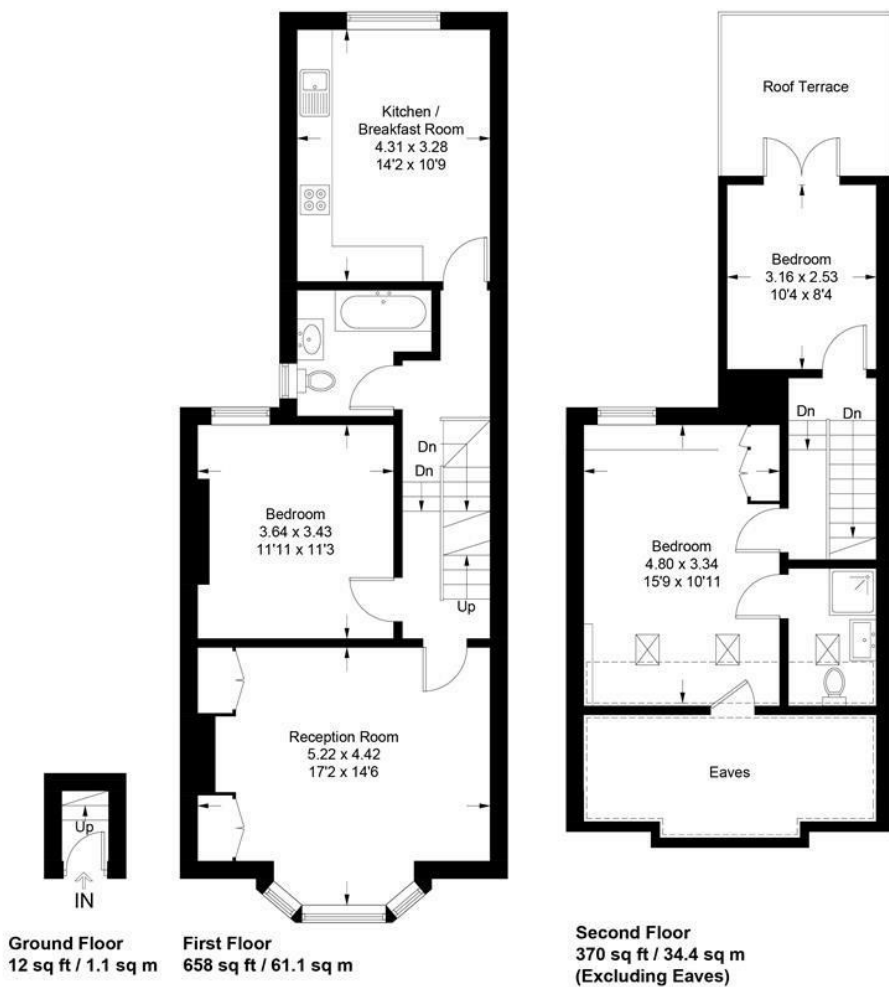 Kitchen /
Breakfast Room
4.31 x 3.28
14'2 x 10'9
Roof Terrace
Bedroom
3.16 x 2.53
10'4 x 8'4
Dn
Dn
Dn
Dn
Up
Bedroom
3.64 x 3.43
11'11 x 11'3
Bedroom
4.80 x 3.34
15'9 x 10'11
Reception Room
5.22 x 4.42
17'2 x 14'6
Eaves
Up
IN
Ground Floor
12 sq ft / 1.1 sq m
First Floor
658 sq ft / 61.1 sq m
Second Floor
370 sq ft / 34.4 sq m
(Excluding Eaves)